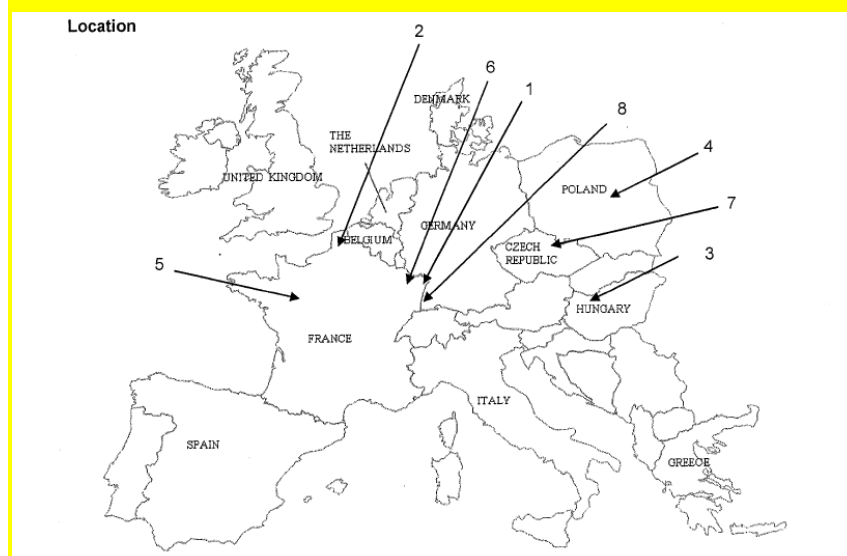 Location
2
6
1
8
DENMARK
THE
NETHERLANDS
4
UNITED KINGDOM
POLAND
7
GERMANY
BELGIUM
CZECH
REPUBLIC
5
3
HUNGARY
FRANCE
ITALY
SPAIN
GREECE